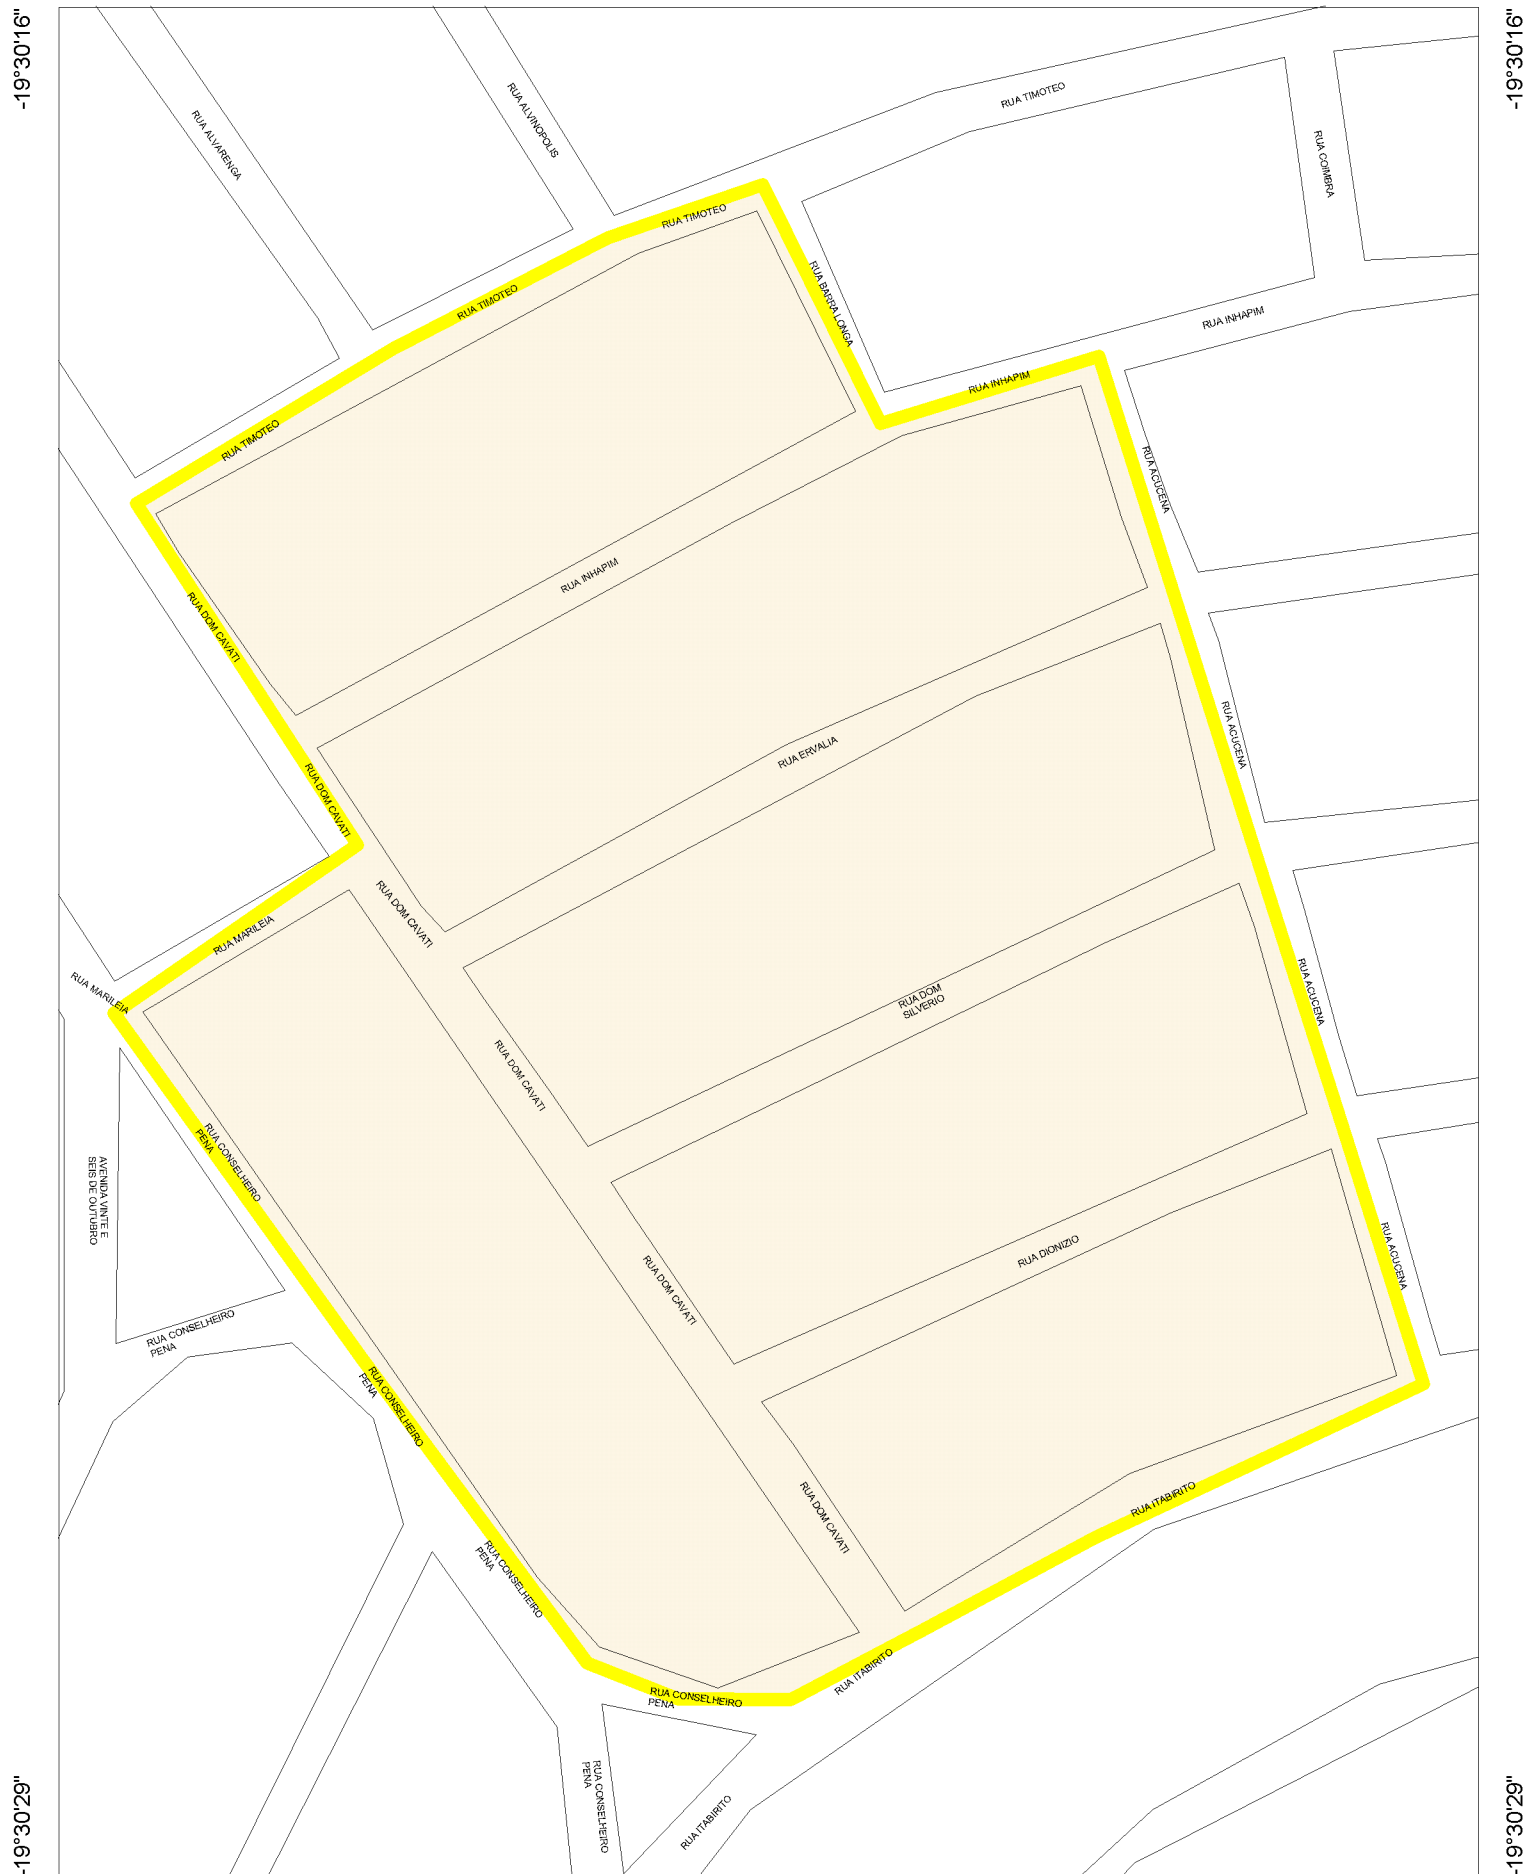 -19°30'16"
-19°30'16"
RUA ALVARENGA
RUA ALVINOPOLIS
RUA TIMOTEO
RUA COIMBRA
RUA TIMOTEO
RUA TIMOTEO
RUA BARRA LONGA
RUA INHAPIM
RUA INHAPIM
RUA TIMOTEO
RUA ACUCENA
RUA INHAPIM
RUA DOM CAVATI
RUA ERVALIA
RUA ACUCENA
RUA DOM CAVATI
RUA DOM CAVATI
RUA MARILEIA
RUA MARILEIA
RUA DOM
SILVERIO
RUA ACUCENA
RUA DOM CAVATI
RUA CONSELHEIRO
PENA
AVENIDA VINTE E
SEIS DE OUTUBRO
RUA DIONIZIO
RUA ACUCENA
RUA DOM CAVATI
RUA CONSELHEIRO
PENA
RUA CONSELHEIRO
PENA
RUA ITABIRITO
RUA DOM CAVATI
RUA CONSELHEIRO
PENA
RUA ITABIRITO
RUA CONSELHEIRO
PENA
RUA CONSELHEIRO
PENA
RUA ITABIRITO
-19°30'29"
-19°30'29"